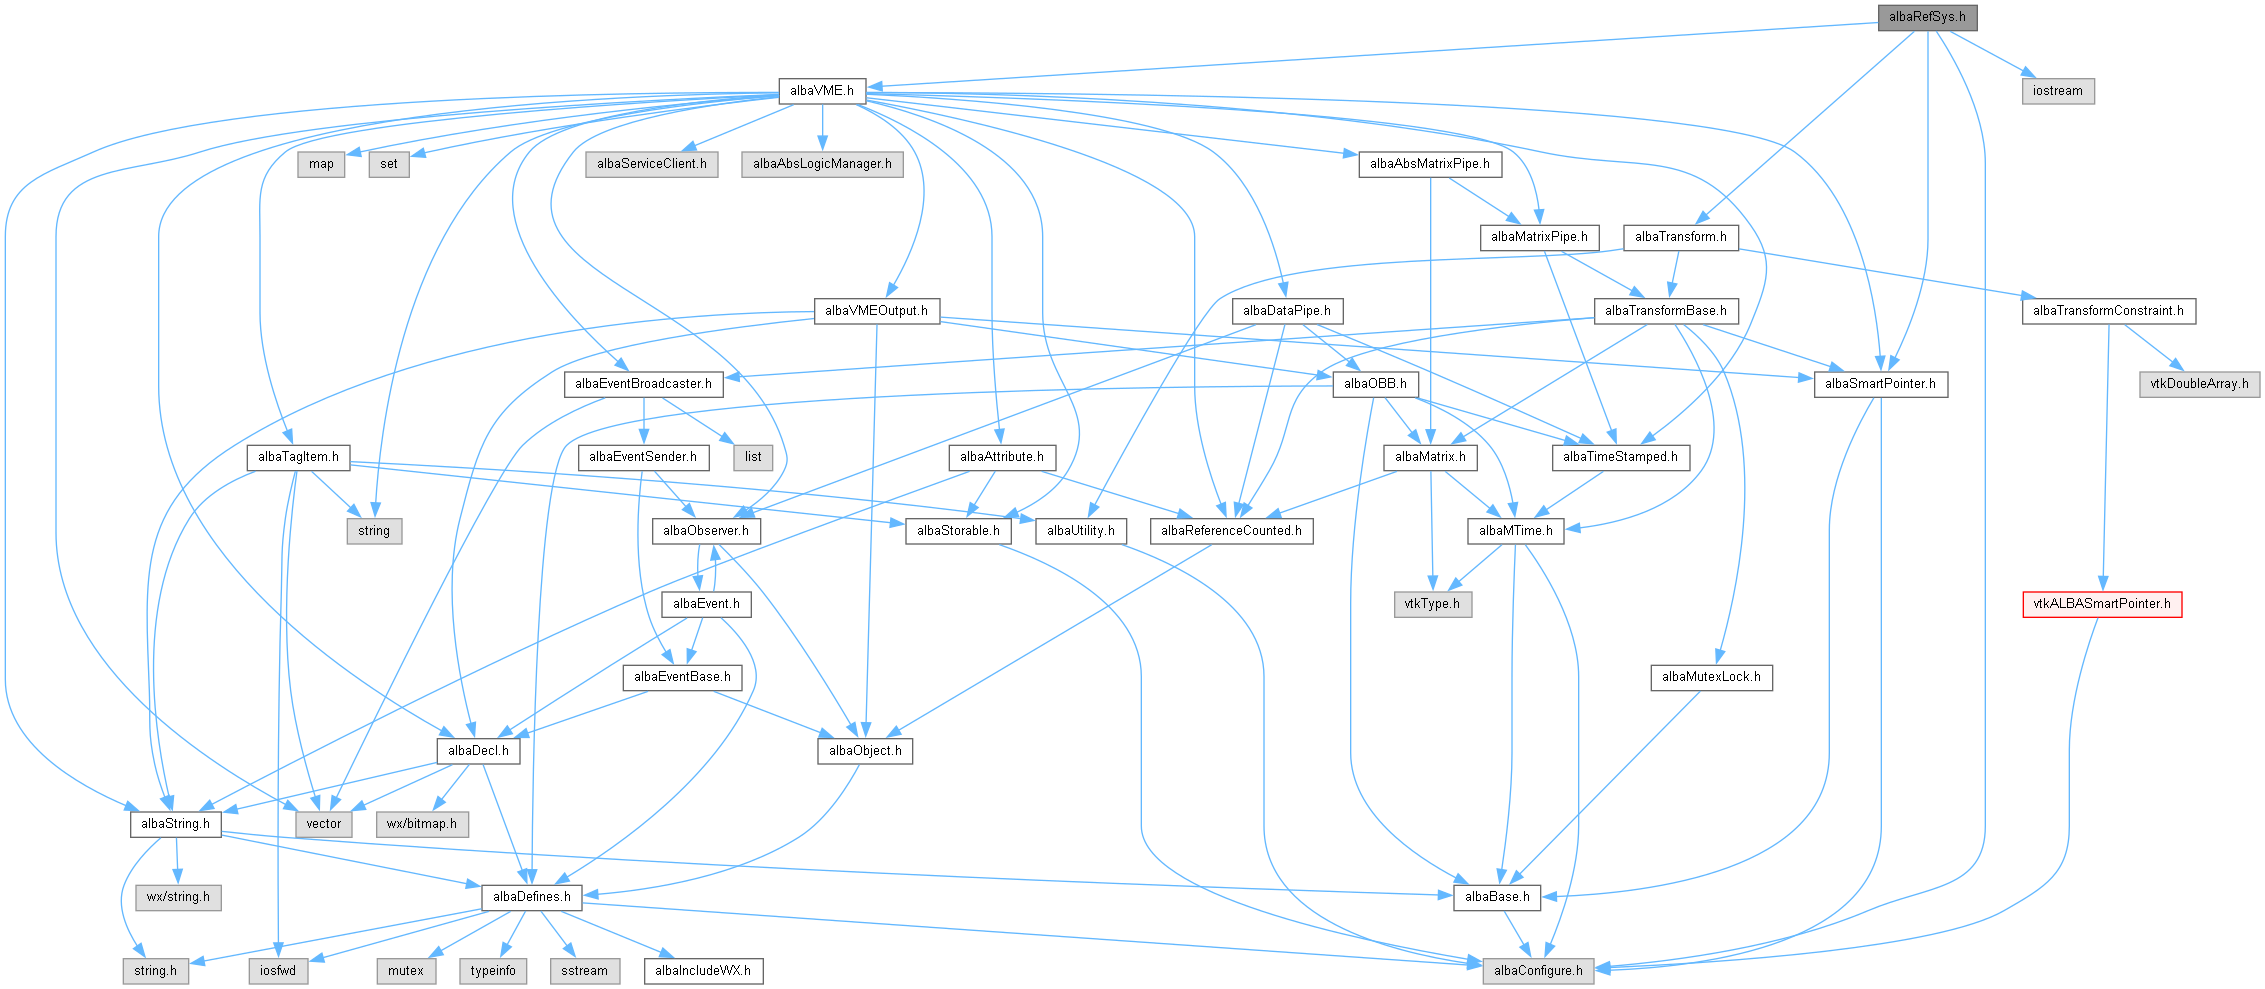 albaRefSys.h
albaVME.h
iostream
map
set
albaServiceClient.h
albaAbsLogicManager.h
albaAbsMatrixPipe.h
albaMatrixPipe.h
albaTransform.h
albaVMEOutput.h
albaDataPipe.h
albaTransformBase.h
albaTransformConstraint.h
albaEventBroadcaster.h
albaOBB.h
albaSmartPointer.h
vtkDoubleArray.h
albaTagItem.h
albaEventSender.h
list
albaAttribute.h
albaMatrix.h
albaTimeStamped.h
string
albaObserver.h
albaStorable.h
albaUtility.h
albaReferenceCounted.h
albaMTime.h
albaEvent.h
vtkType.h
vtkALBASmartPointer.h
albaEventBase.h
albaMutexLock.h
albaDecl.h
albaObject.h
albaString.h
vector
wx/bitmap.h
wx/string.h
albaDefines.h
albaBase.h
string.h
iosfwd
mutex
typeinfo
sstream
albaIncludeWX.h
albaConfigure.h